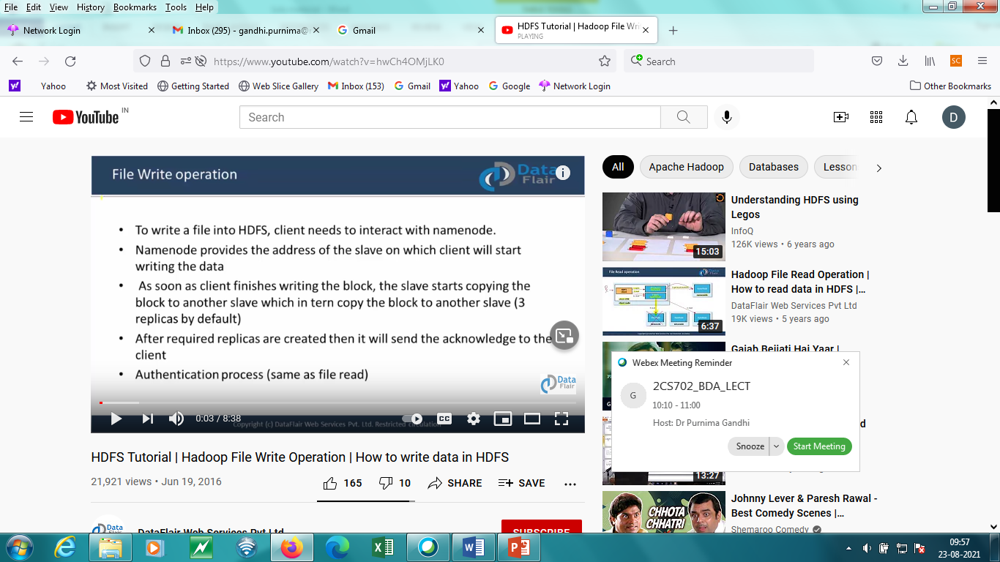 File Edit View History Bookmarks Tools Help
Network Login
Inbox (295) - gandhi.purnima@
Gmail
HDFS Tutorial | Hadoop File Wri
PLAYING
https://www.youtube.com/watch?v=hwCh4OMjLK0
Search
SC
Yahoo
Most Visited
Getting Started
Web Slice Gallery
Inbox (153)
Gmail
Yahoo
Google
Network Login
Other Bookmarks
YouTube IN
Search
D
File Write operation
Data Flair
• To write a file into HDFS, client needs to interact with namenode.
• Namenode provides the address of the slave on which client will start
writing the data
• As soon as client finishes writing the block, the slave starts copying the
block to another slave which in tern copy the block to another slave (3
replicas by default)
• After required replicas are created then it will send the acknowledge to the
client
• Authentication process (same as file read)
Data
Flair
0:03 / 8:38
CC
Copyright (c) DataFlair Web Services Pvt. Ltd. Restricted circulation
HDFS Tutorial | Hadoop File Write Operation | How to write data in HDFS
21,921 views • Jun 19, 2016
165
10
SHARE
SAVE
DataFlair Web Services Pvt Ltd
SUBSCRIBE
All
Apache Hadoop
Databases
Lesson
Understanding HDFS using
Legos
InfoQ
126K views • 6 years ago
15:03
File Read operation
Hadoop File Read Operation |
How to read data in HDFS |...
DataFlair Web Services Pvt Ltd
19K views • 5 years ago
6:37
Gajab Bejjati Hai Yaar |
Webex Meeting Reminder
G
2CS702_BDA_LECT
10:10 - 11:00
Host: Dr Purnima Gandhi
Snooze
Start Meeting
13:27
CHHOTA
CHHATRI
Johnny Lever & Paresh Rawal -
Best Comedy Scenes |...
Shemaroo Comedy
09:57
23-08-2021